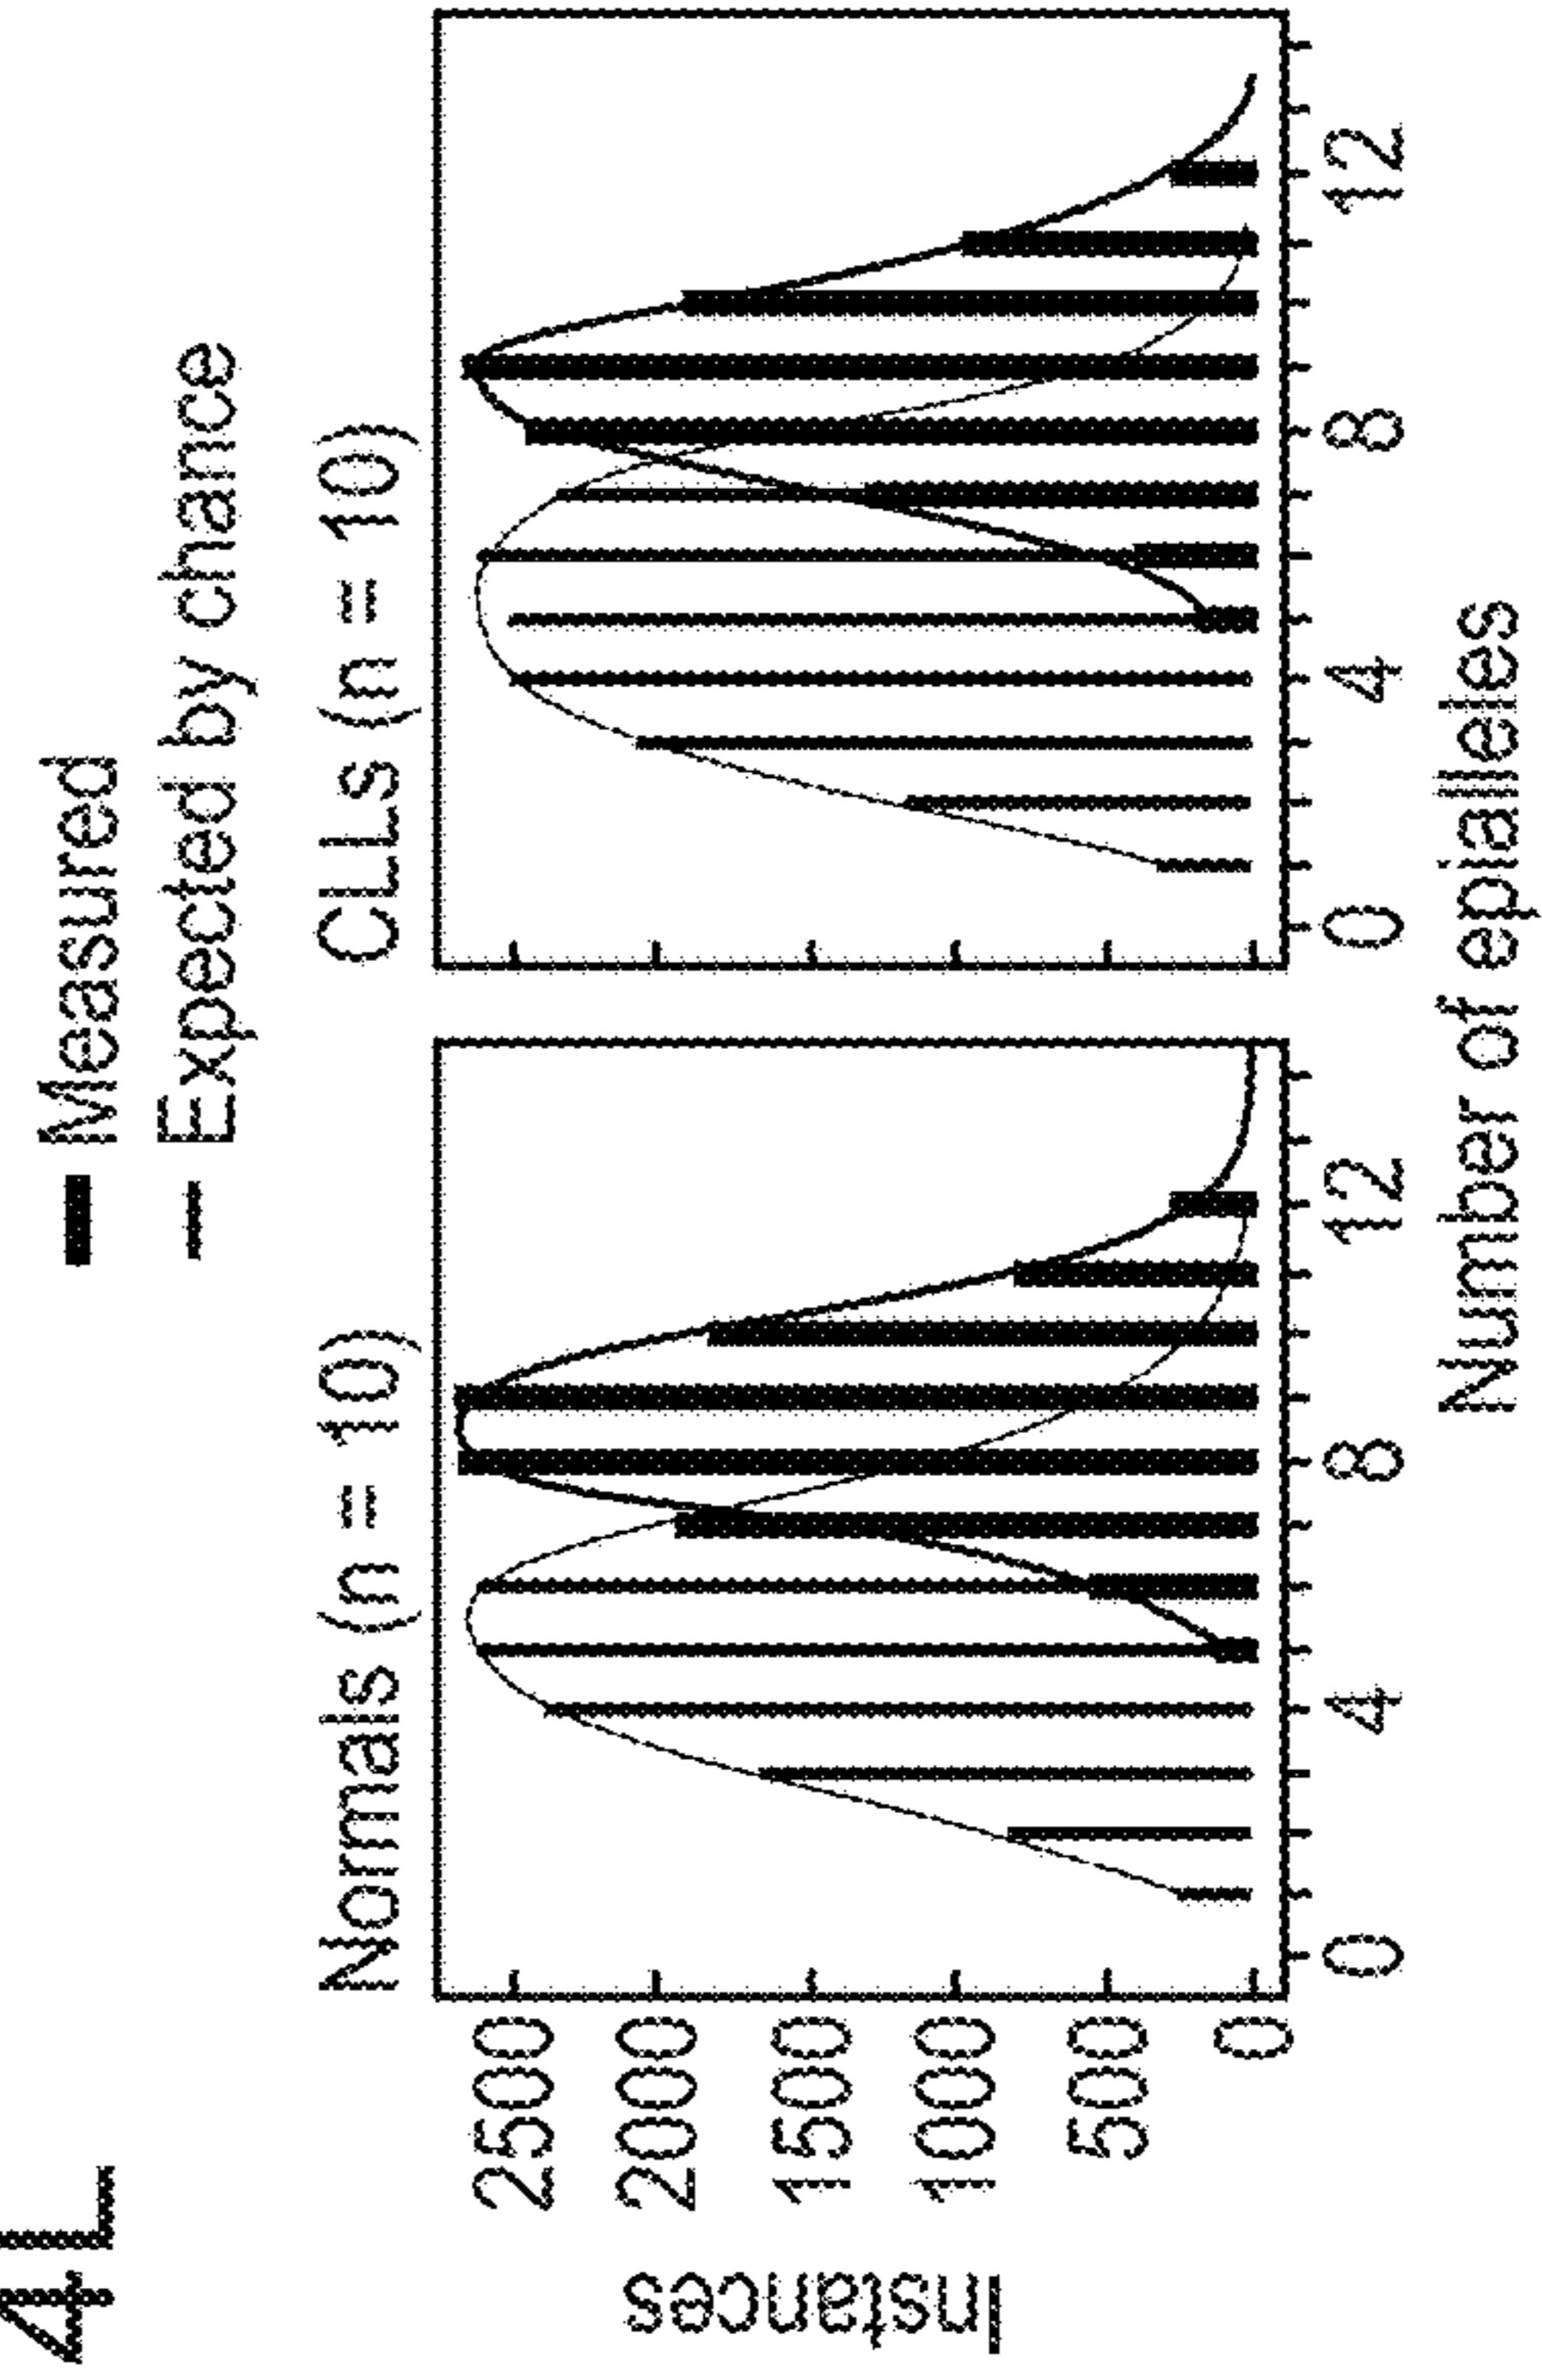 4L
Measured
Expected by chance
Normals (n = 10)
CLLs (n = 10)
Instances
2500
2000
1500
1000
500
0
0 4 8 12
0 4 8 12
Number of epialleles